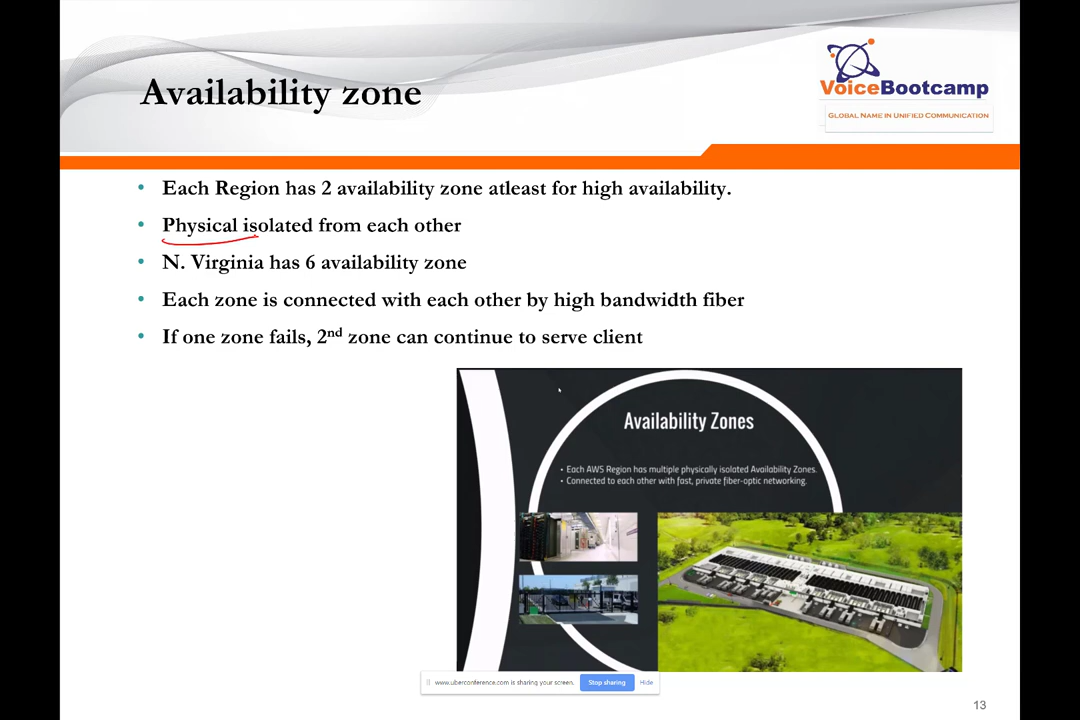 Availability zone
VoiceBootcamp
GLOBAL NAME IN UNIFIED COMMUNICATION
• Each Region has 2 availability zone atleast for high availability.
• Physical isolated from each other
• N. Virginia has 6 availability zone
• Each zone is connected with each other by high bandwidth fiber
• If one zone fails, 2nd zone can continue to serve client
Availability Zones
• Each AWS Region has multiple physically isolated Availability Zones.
• Connected to each other with fast, private fiber-optic networking.
www.uberconference.com is sharing your screen. Stop sharing Hide
13